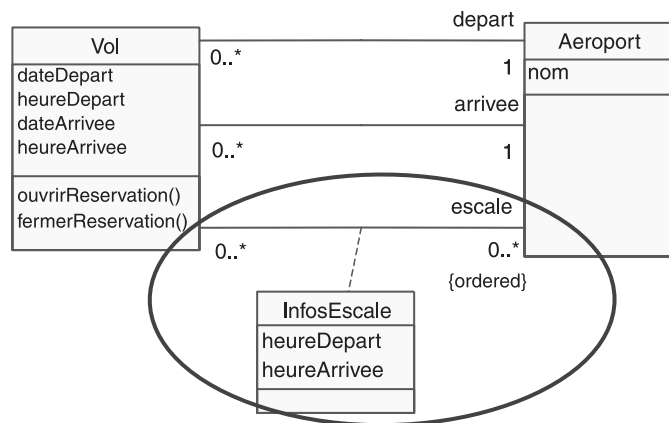 depart
Vol
Aeroport
0..*
1
dateDepart
heureDepart
dateArrivee
heureArrivee
nom
arrivee
0..*
1
ouvrirReservation()
fermerReservation()
escale
0..*
0..*
{ordered}
InfosEscale
heureDepart
heureArrivee